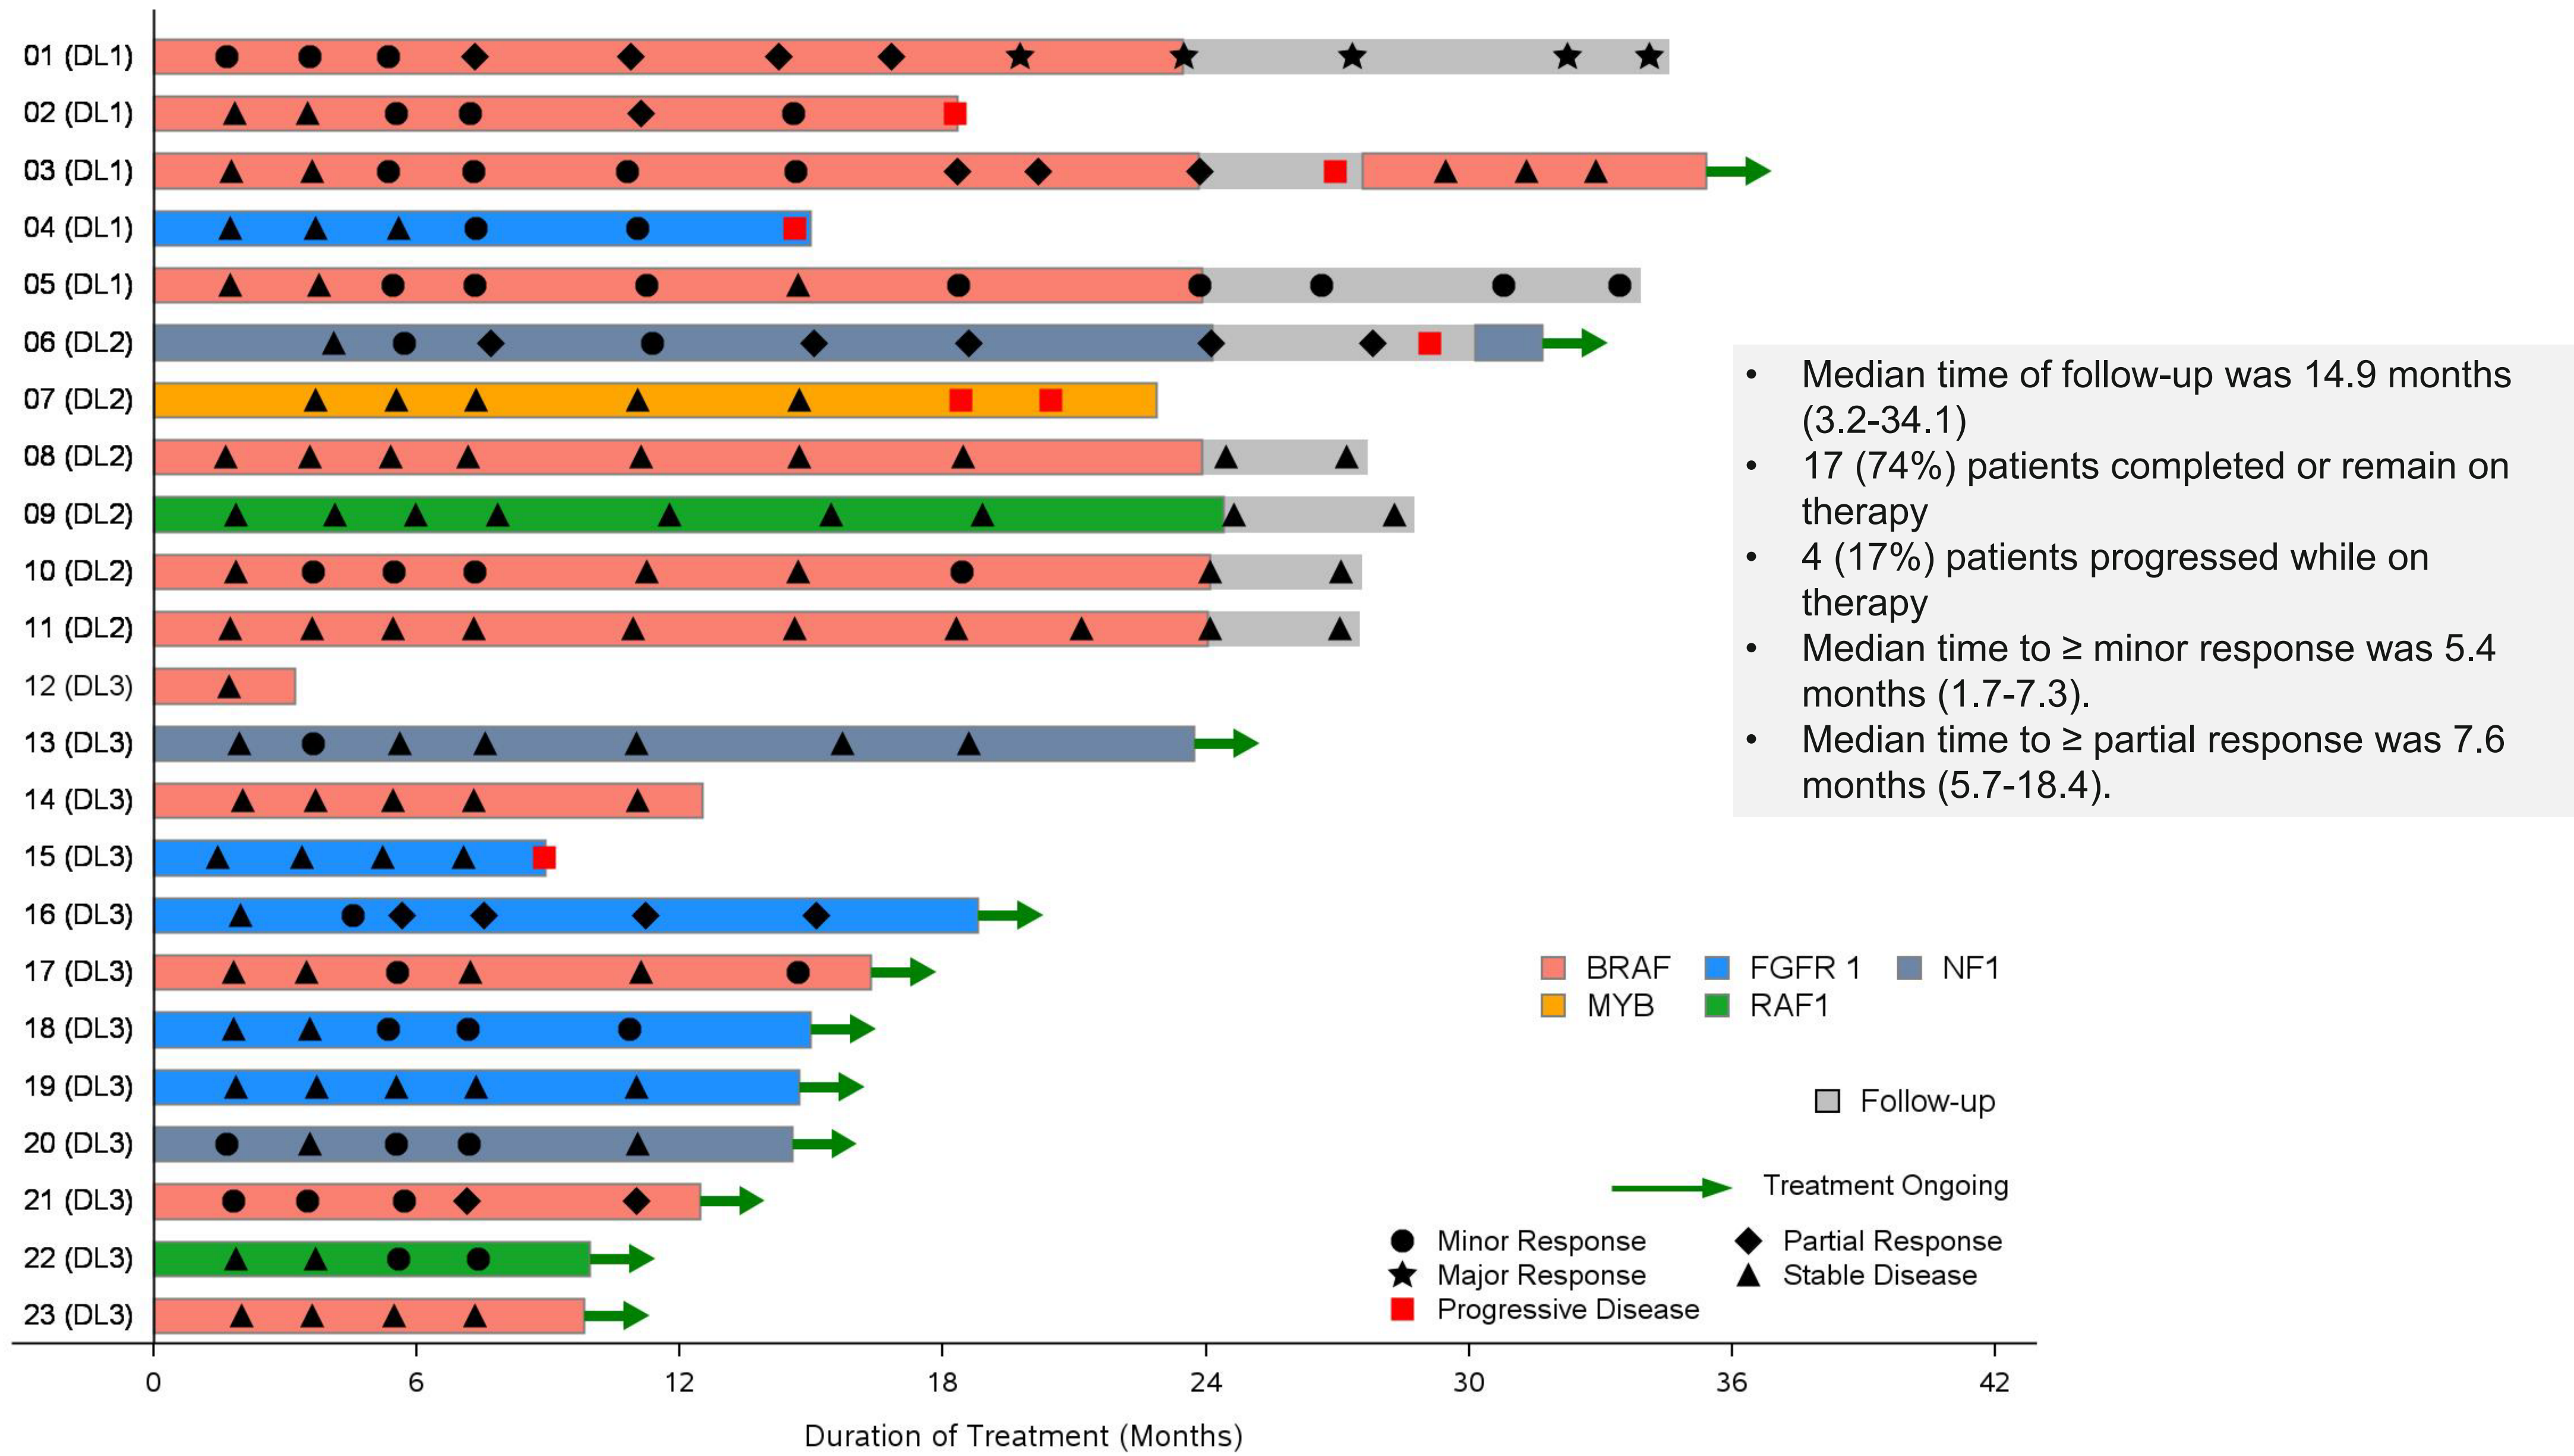 01 (DL1)
02 (DL1)
03 (DL1)
04 (DL1)
05 (DL1)
06 (DL2)
07 (DL2)
08 (DL2)
09 (DL2)
10 (DL2)
11 (DL2)
12 (DL3)
13 (DL3)
14 (DL3)
15 (DL3)
16 (DL3)
17 (DL3)
18 (DL3)
19 (DL3)
20 (DL3)
21 (DL3)
22 (DL3)
23 (DL3)
• Median time of follow-up was 14.9 months
(3.2-34.1)
• 17 (74%) patients completed or remain on
therapy
• 4 (17%) patients progressed while on
therapy
• Median time to ≥ minor response was 5.4
months (1.7-7.3).
• Median time to ≥ partial response was 7.6
months (5.7-18.4).
BRAF FGFR 1 NF1
MYB RAF1
Follow-up
Treatment Ongoing
Minor Response Partial Response
Major Response Stable Disease
Progressive Disease
0 6 12 18 24 30 36 42
Duration of Treatment (Months)